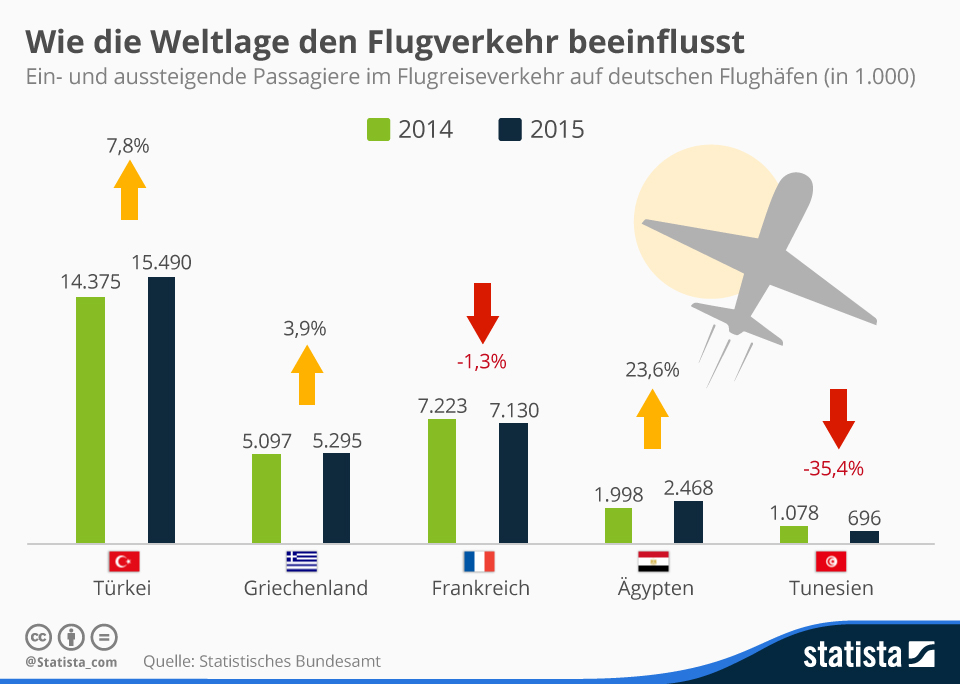 Wie die Weltlage den Flugverkehr beeinflusst
Ein- und aussteigende Passagiere im Flugreiseverkehr auf deutschen Flughäfen (in 1.000)
2014 2015
7,8%
14.375 15.490
3,9%
5.097 5.295
-1,3%
7.223 7.130
23,6%
1.998 2.468
-35,4%
1.078 696
Türkei Griechenland Frankreich Ägypten Tunesien
cc
@Statista_com Quelle: Statistisches Bundesamt
statista